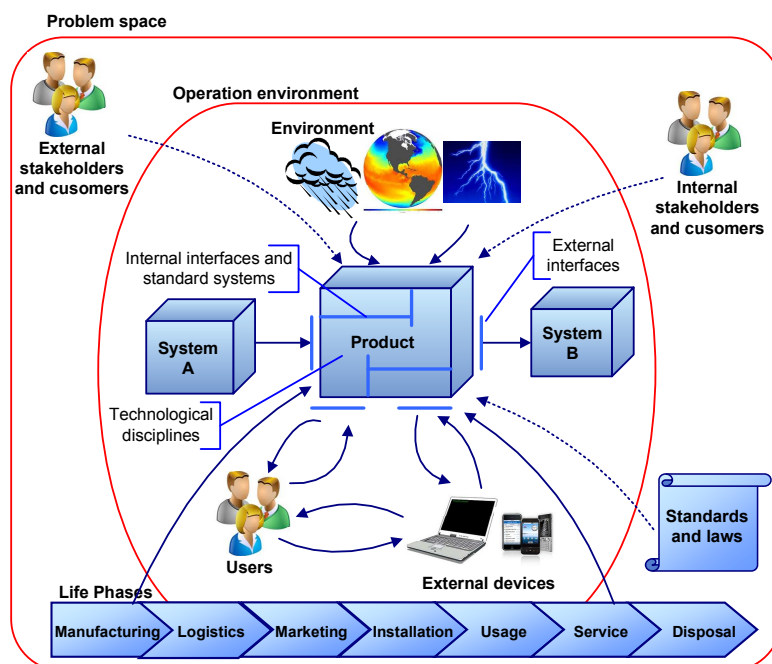 Problem space
Operation environment
External
stakeholders
and cusomers
Environment
Internal
stakeholders
and cusomers
Internal interfaces and
standard systems
External
interfaces
System
A
Product
System
B
Technological
disciplines
Users
External devices
Standards
and laws
Life Phases
Manufacturing
Logistics
Marketing
Installation
Usage
Service
Disposal